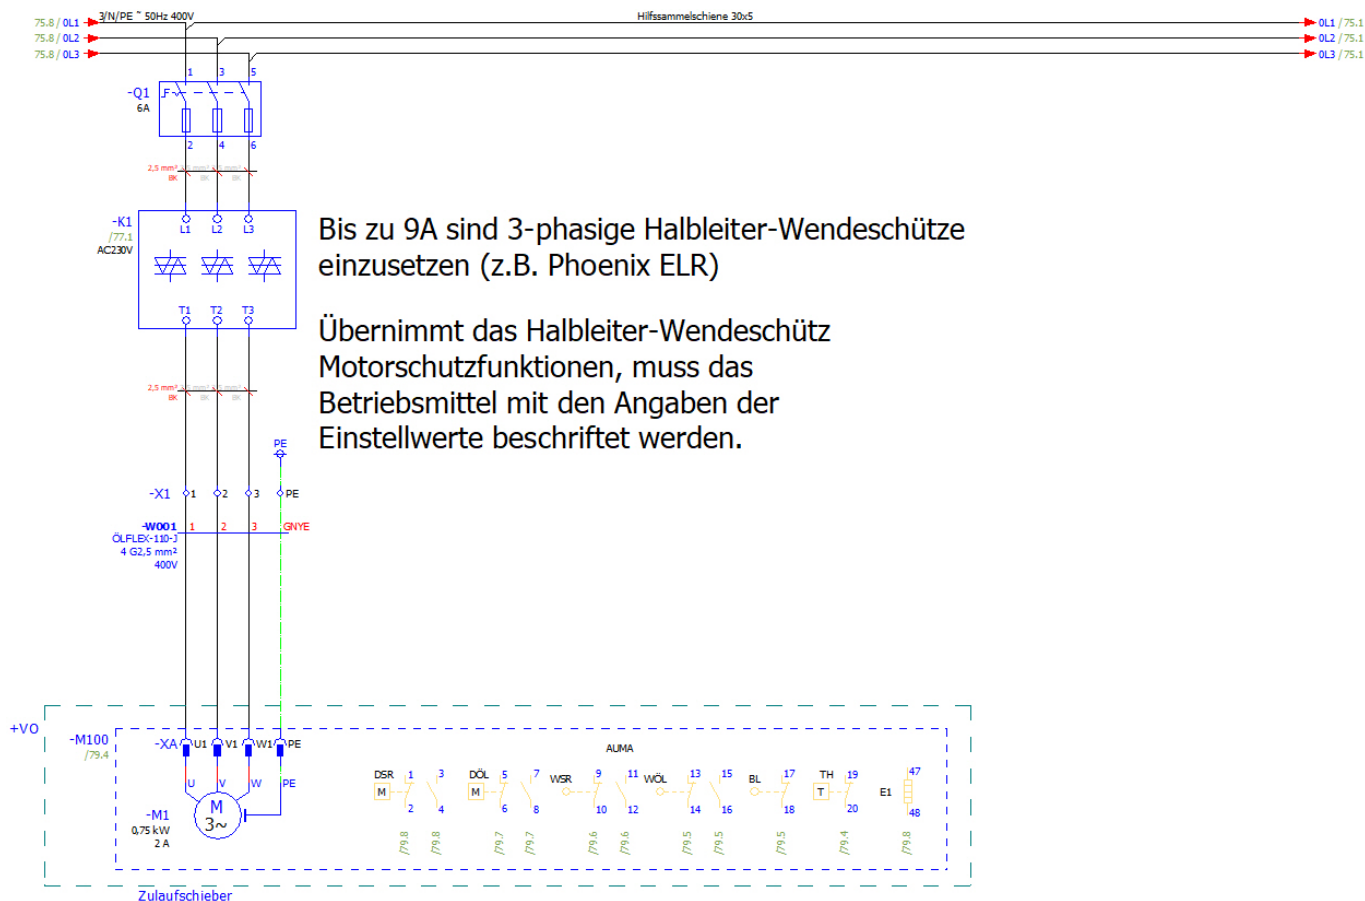 3/N/PE ~ 50Hz 400V
Hilfssammelschiene 30x5
75.8 / 0L1
0L1 / 75.1
75.8 / 0L2
0L2 / 75.1
75.8 / 0L3
0L3 / 75.1
1 3 5
-Q1
6A
2 4 6
2,5 mm²
BK BK BK
-K1
/77.1
AC230V
L1 L2 L3
T1 T2 T3
Bis zu 9A sind 3-phasige Halbleiter-Wendeschütze
einzusetzen (z.B. Phoenix ELR)
Übernimmt das Halbleiter-Wendeschütz
Motorschutzfunktionen, muss das
Betriebsmittel mit den Angaben der
Einstellwerte beschriftet werden.
2,5 mm²
BK BK BK
PE
-X1 1 2 3 PE
-W001 1 2 3 GNYE
ÖLFLEX-110-J
4 G2,5 mm²
400V
+VO
-M100
/79.4
-XA U1 V1 W1 PE
AUMA
U V W PE
-M1
0,75 kW
2 A
M
3~
DSR 1 3
M
2 4
DÖL 5 7
M
6 8
WSR 9 11
10 12
WÖL 13 15
14 16
BL 17
18
TH 19
T
20
E1 47
48
/79.8 /79.8 /79.7 /79.7 /79.6 /79.6 /79.5 /79.5 /79.5 /79.4 /79.8
Zulaufschieber